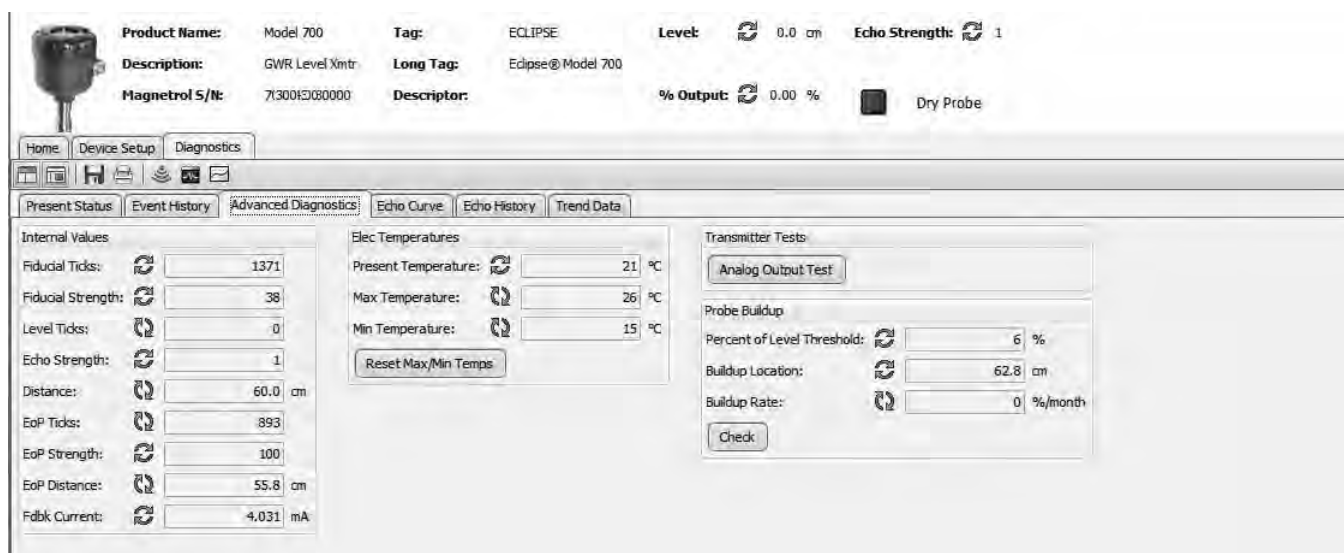 Product Name: Model 700 Tag: ECLIPSE Level: 0.0 cm Echo Strength: 1
Description: GWR Level Xmtr Long Tag: Eclipse® Model 700
Magnetrol S/N: Descriptor: % Output: 0.00 % Dry Probe
Home Device Setup Diagnostics
Present Status Event History Advanced Diagnostics Echo Curve Echo History Trend Data
Internal Values Elec Temperatures Transmitter Tests
Fiducial Ticks: 1371 Present Temperature: 21 °C Analog Output Test
Fiducial Strength: 38 Max Temperature: 26 °C Probe Buildup
Level Ticks: 0 Min Temperature: 15 °C Percent of Level Threshold: 6 %
Echo Strength: 1 Reset Max/Min Temps Buildup Location: 62.8 cm
Distance: 60.0 cm Buildup Rate: 0 %/month
EoP Ticks: 893 Check
EoP Strength: 100
EoP Distance: 55.8 cm
Fdbk Current: 4.031 mA